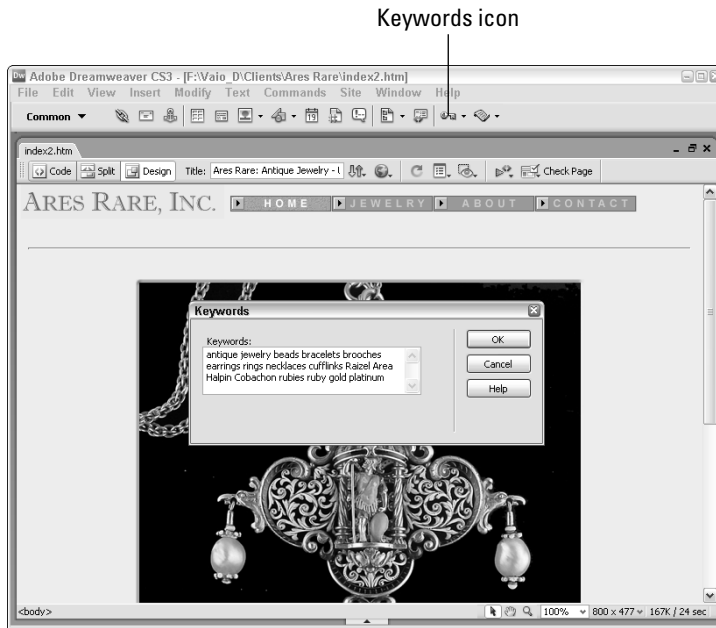 Keywords icon
Dw Adobe Dreamweaver CS3 - [F:\Vaio_D\Clients\Ares Rare\index2.htm]
File Edit View Insert Modify Text Commands Site Window Help
Common
19
index2.htm
Code Split Design Title: Ares Rare: Antique Jewelry - Check Page
ARES RARE, INC. HOME JEWELRY ABOUT CONTACT
Keywords
Keywords:
antique jewelry beads bracelets brooches
earrings rings necklaces cufflinks Raizel Area
Halpin Cobachon rubies ruby gold platinum
OK
Cancel
Help
<body> 100% 800 x 477 167K / 24 sec